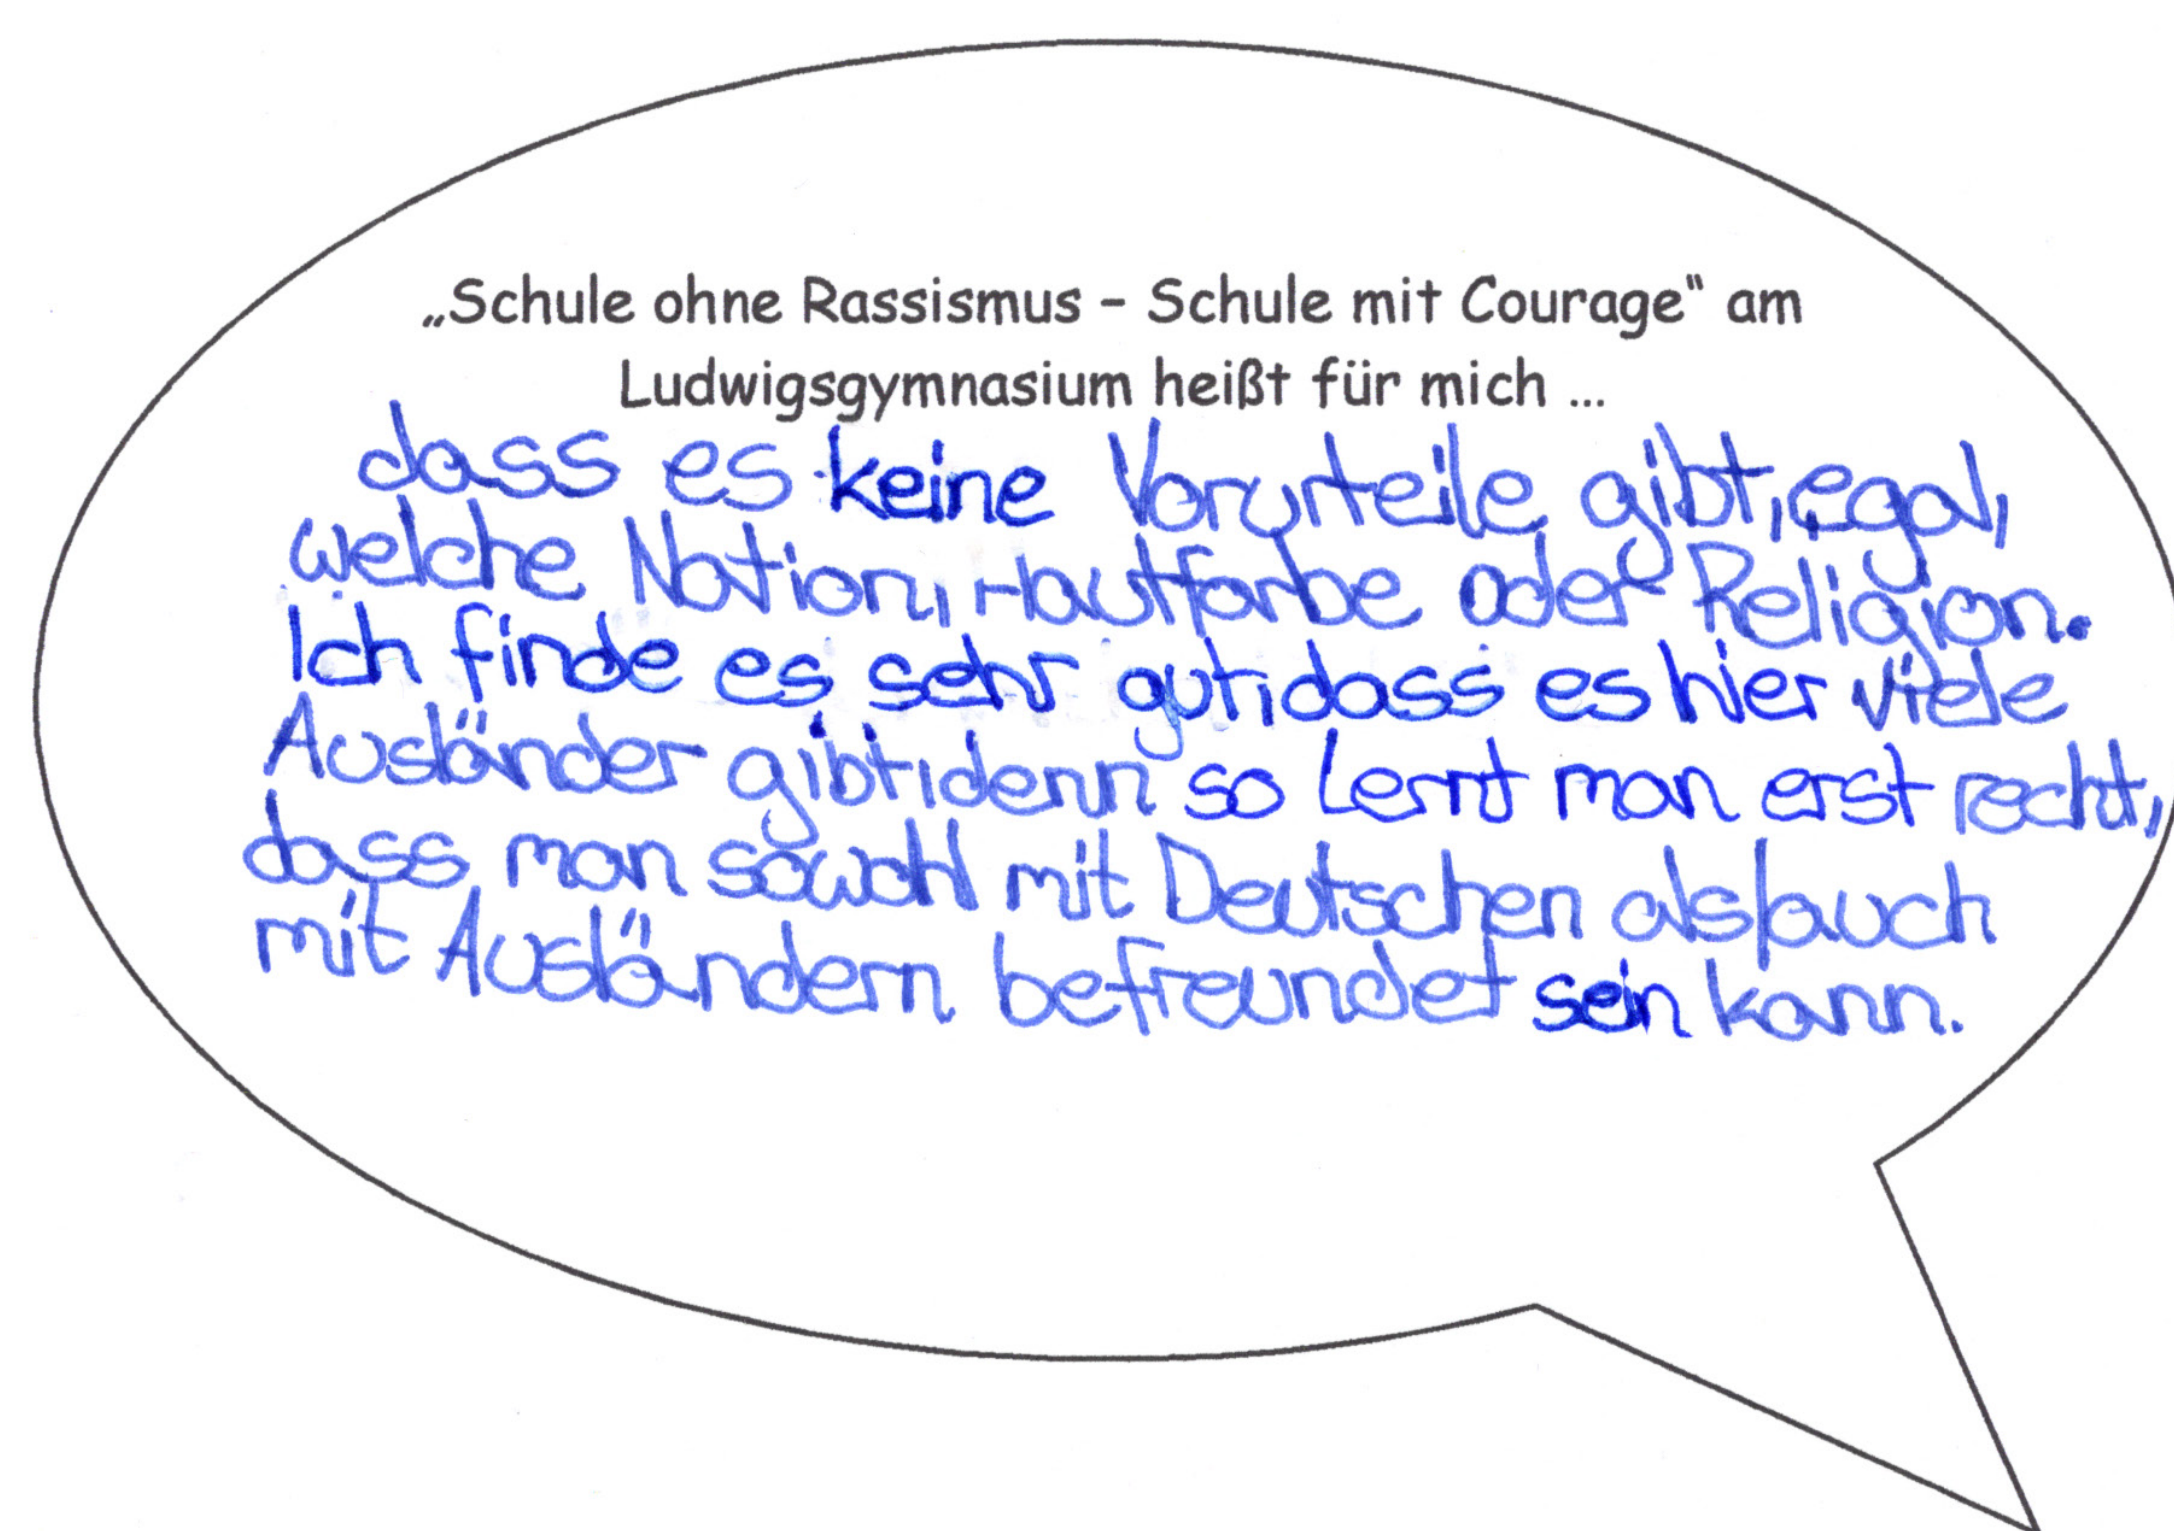 „Schule ohne Rassismus – Schule mit Courage“ am
Ludwigsgymnasium heißt für mich ...
dass es keine Vorurteile gibt, egal,
welche Nation, Hautfarbe oder Religion.
Ich finde es sehr gut, dass es hier viele
Ausländer gibt, denn so lernt man erst recht,
dass man sowohl mit Deutschen als/auch
mit Ausländern befreundet sein kann.